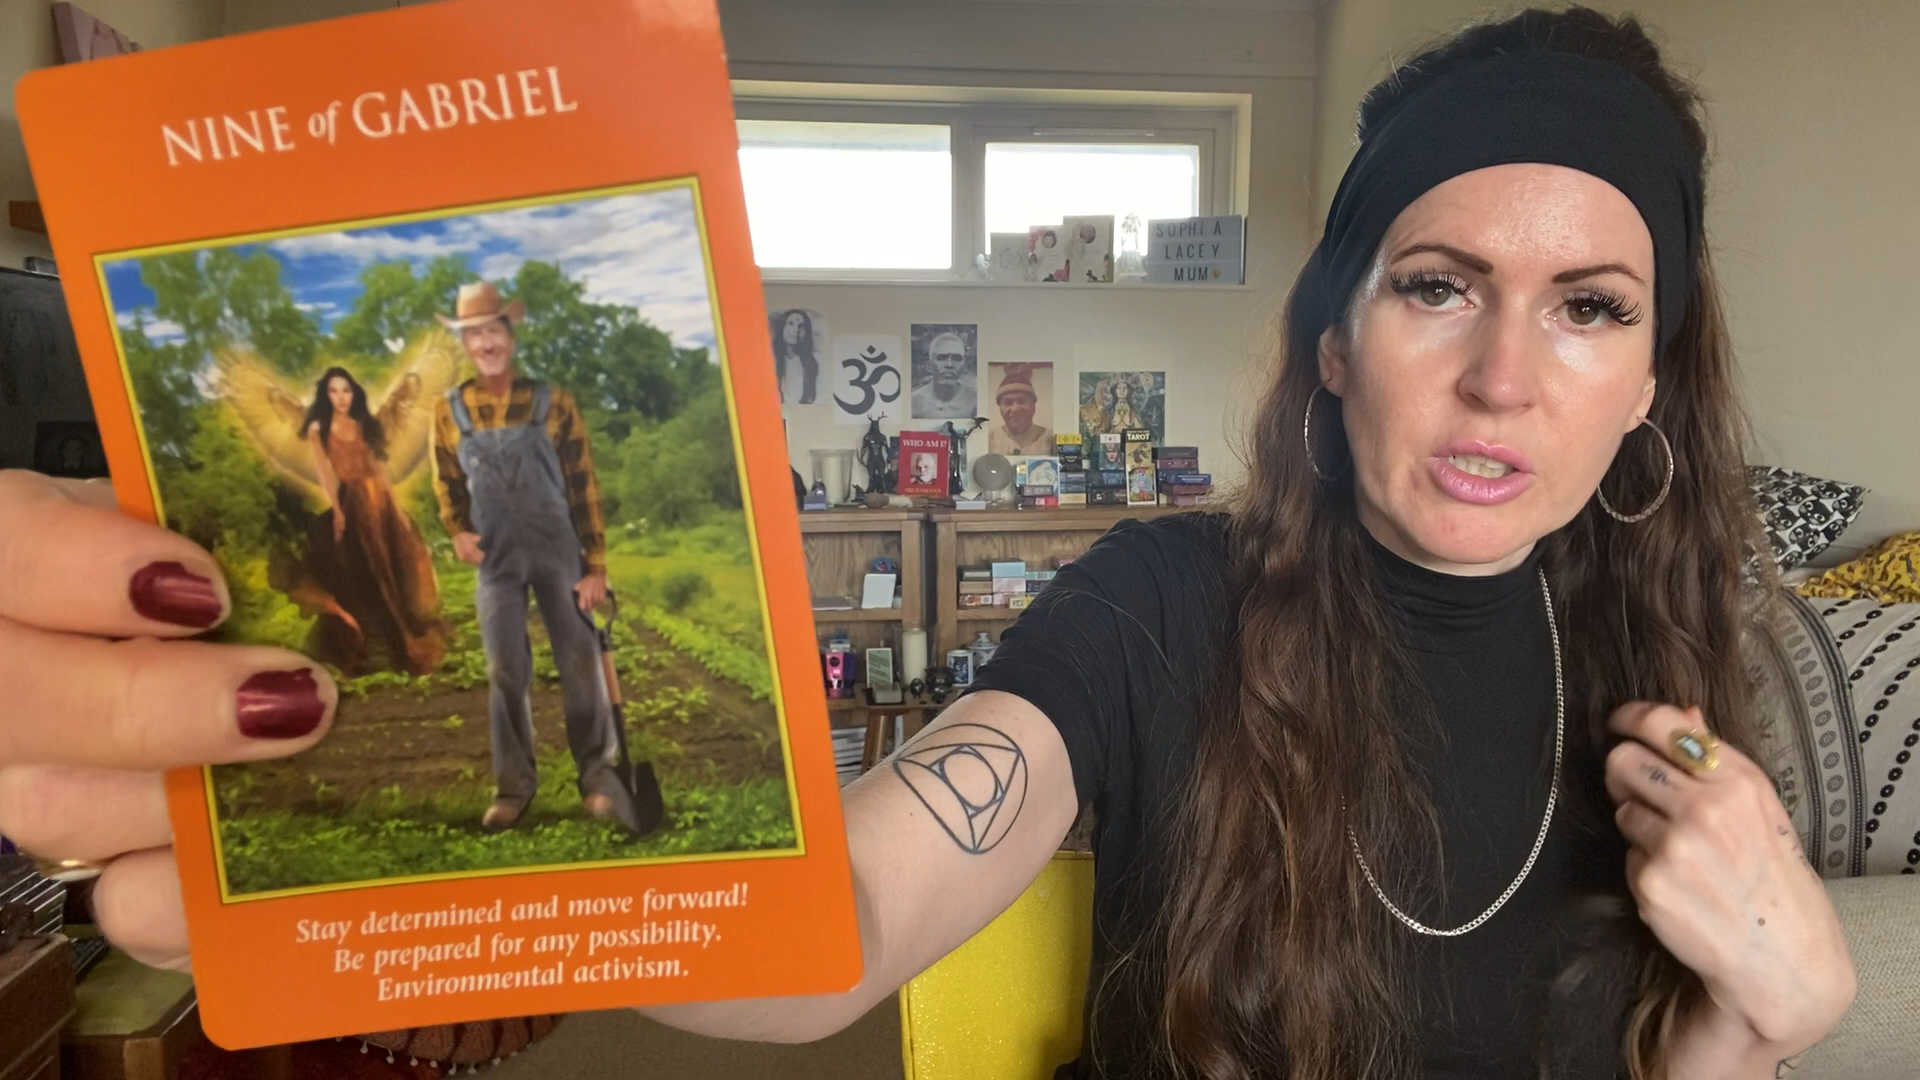 NINE of GABRIEL
Stay determined and move forward!
Be prepared for any possibility.
Environmental activism.
SOPHIA
LACEY
MUM
ॐ
WHO AM I?
TAROT